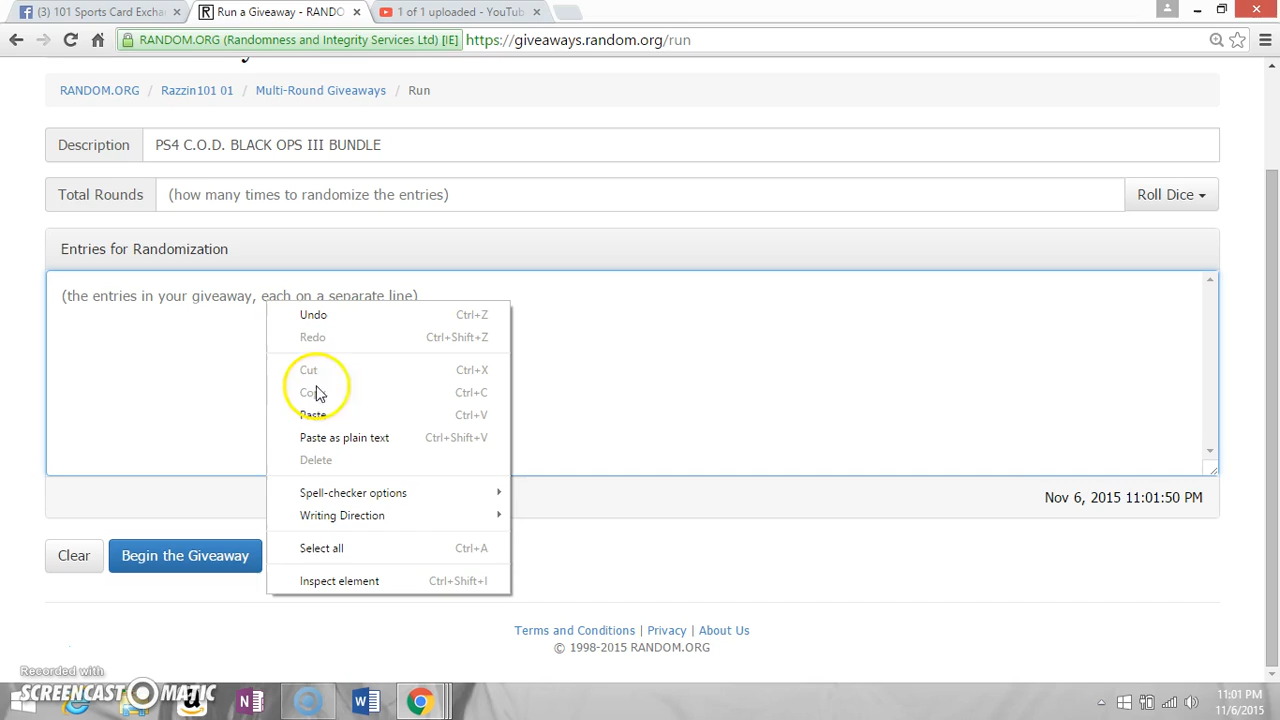 (3) 101 Sports Card Exchan
Run a Giveaway - RANDO
1 of 1 uploaded - YouTub
RANDOM.ORG (Randomness and Integrity Services Ltd) [IE] https://giveaways.random.org/run
RANDOM.ORG / Razzin101 01 / Multi-Round Giveaways / Run
Description PS4 C.O.D. BLACK OPS III BUNDLE
Total Rounds (how many times to randomize the entries) Roll Dice
Entries for Randomization
(the entries in your giveaway, each on a separate line)
Undo Ctrl+Z
Redo Ctrl+Shift+Z
Cut Ctrl+X
Copy Ctrl+C
Paste Ctrl+V
Paste as plain text Ctrl+Shift+V
Delete
Spell-checker options
Writing Direction
Select all Ctrl+A
Inspect element Ctrl+Shift+I
Nov 6, 2015 11:01:50 PM
Clear Begin the Giveaway
Terms and Conditions | Privacy | About Us
© 1998-2015 RANDOM.ORG
Recorded with
SCREENCAST-O-MATIC
11:01 PM
11/6/2015